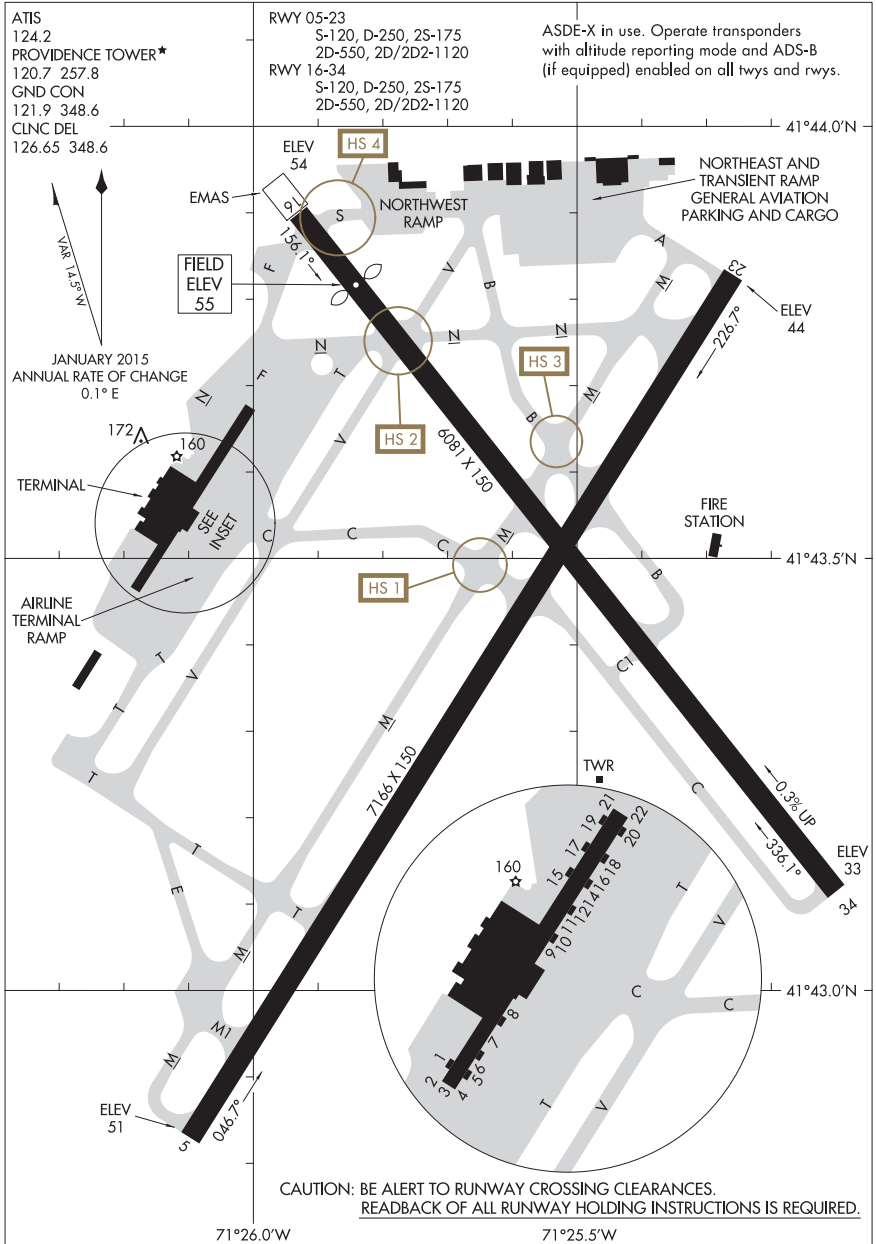 ATIS
124.2
PROVIDENCE TOWER★
120.7 257.8
GND CON
121.9 348.6
CLNC DEL
126.65 348.6
RWY 05-23
S-120, D-250, 2S-175
2D-550, 2D/2D2-1120
RWY 16-34
S-120, D-250, 2S-175
2D-550, 2D/2D2-1120
ASDE-X in use. Operate transponders
with altitude reporting mode and ADS-B
(if equipped) enabled on all twys and rwys.
41°44.0'N
ELEV
54
HS 4
EMAS
16
S
NORTHWEST
RAMP
NORTHEAST AND
TRANSIENT RAMP
GENERAL AVIATION
PARKING AND CARGO
VAR 14.5° W
156.1°
F
V
B
A
M
23
FIELD
ELEV
55
ELEV
44
226.7°
JANUARY 2015
ANNUAL RATE OF CHANGE
0.1° E
N
N
N
N
F
T
V
HS 2
HS 3
B
M
6081 X 150
172
160
TERMINAL
SEE
INSET
C
C
C
M
FIRE
STATION
41°43.5'N
HS 1
B
AIRLINE
TERMINAL
RAMP
C1
T
V
T
M
T
7166 X 150
TWR
C
0.3% UP
336.1°
ELEV
33
34
T
E
T
M
M1
M
046.7°
ELEV
51
5
160
21
19
22
20
17
18
15
16
14
12
11
10
9
8
7
6
5
4
3
2
1
T
V
C
C
T
V
41°43.0'N
CAUTION: BE ALERT TO RUNWAY CROSSING CLEARANCES.
READBACK OF ALL RUNWAY HOLDING INSTRUCTIONS IS REQUIRED.
71°26.0'W
71°25.5'W